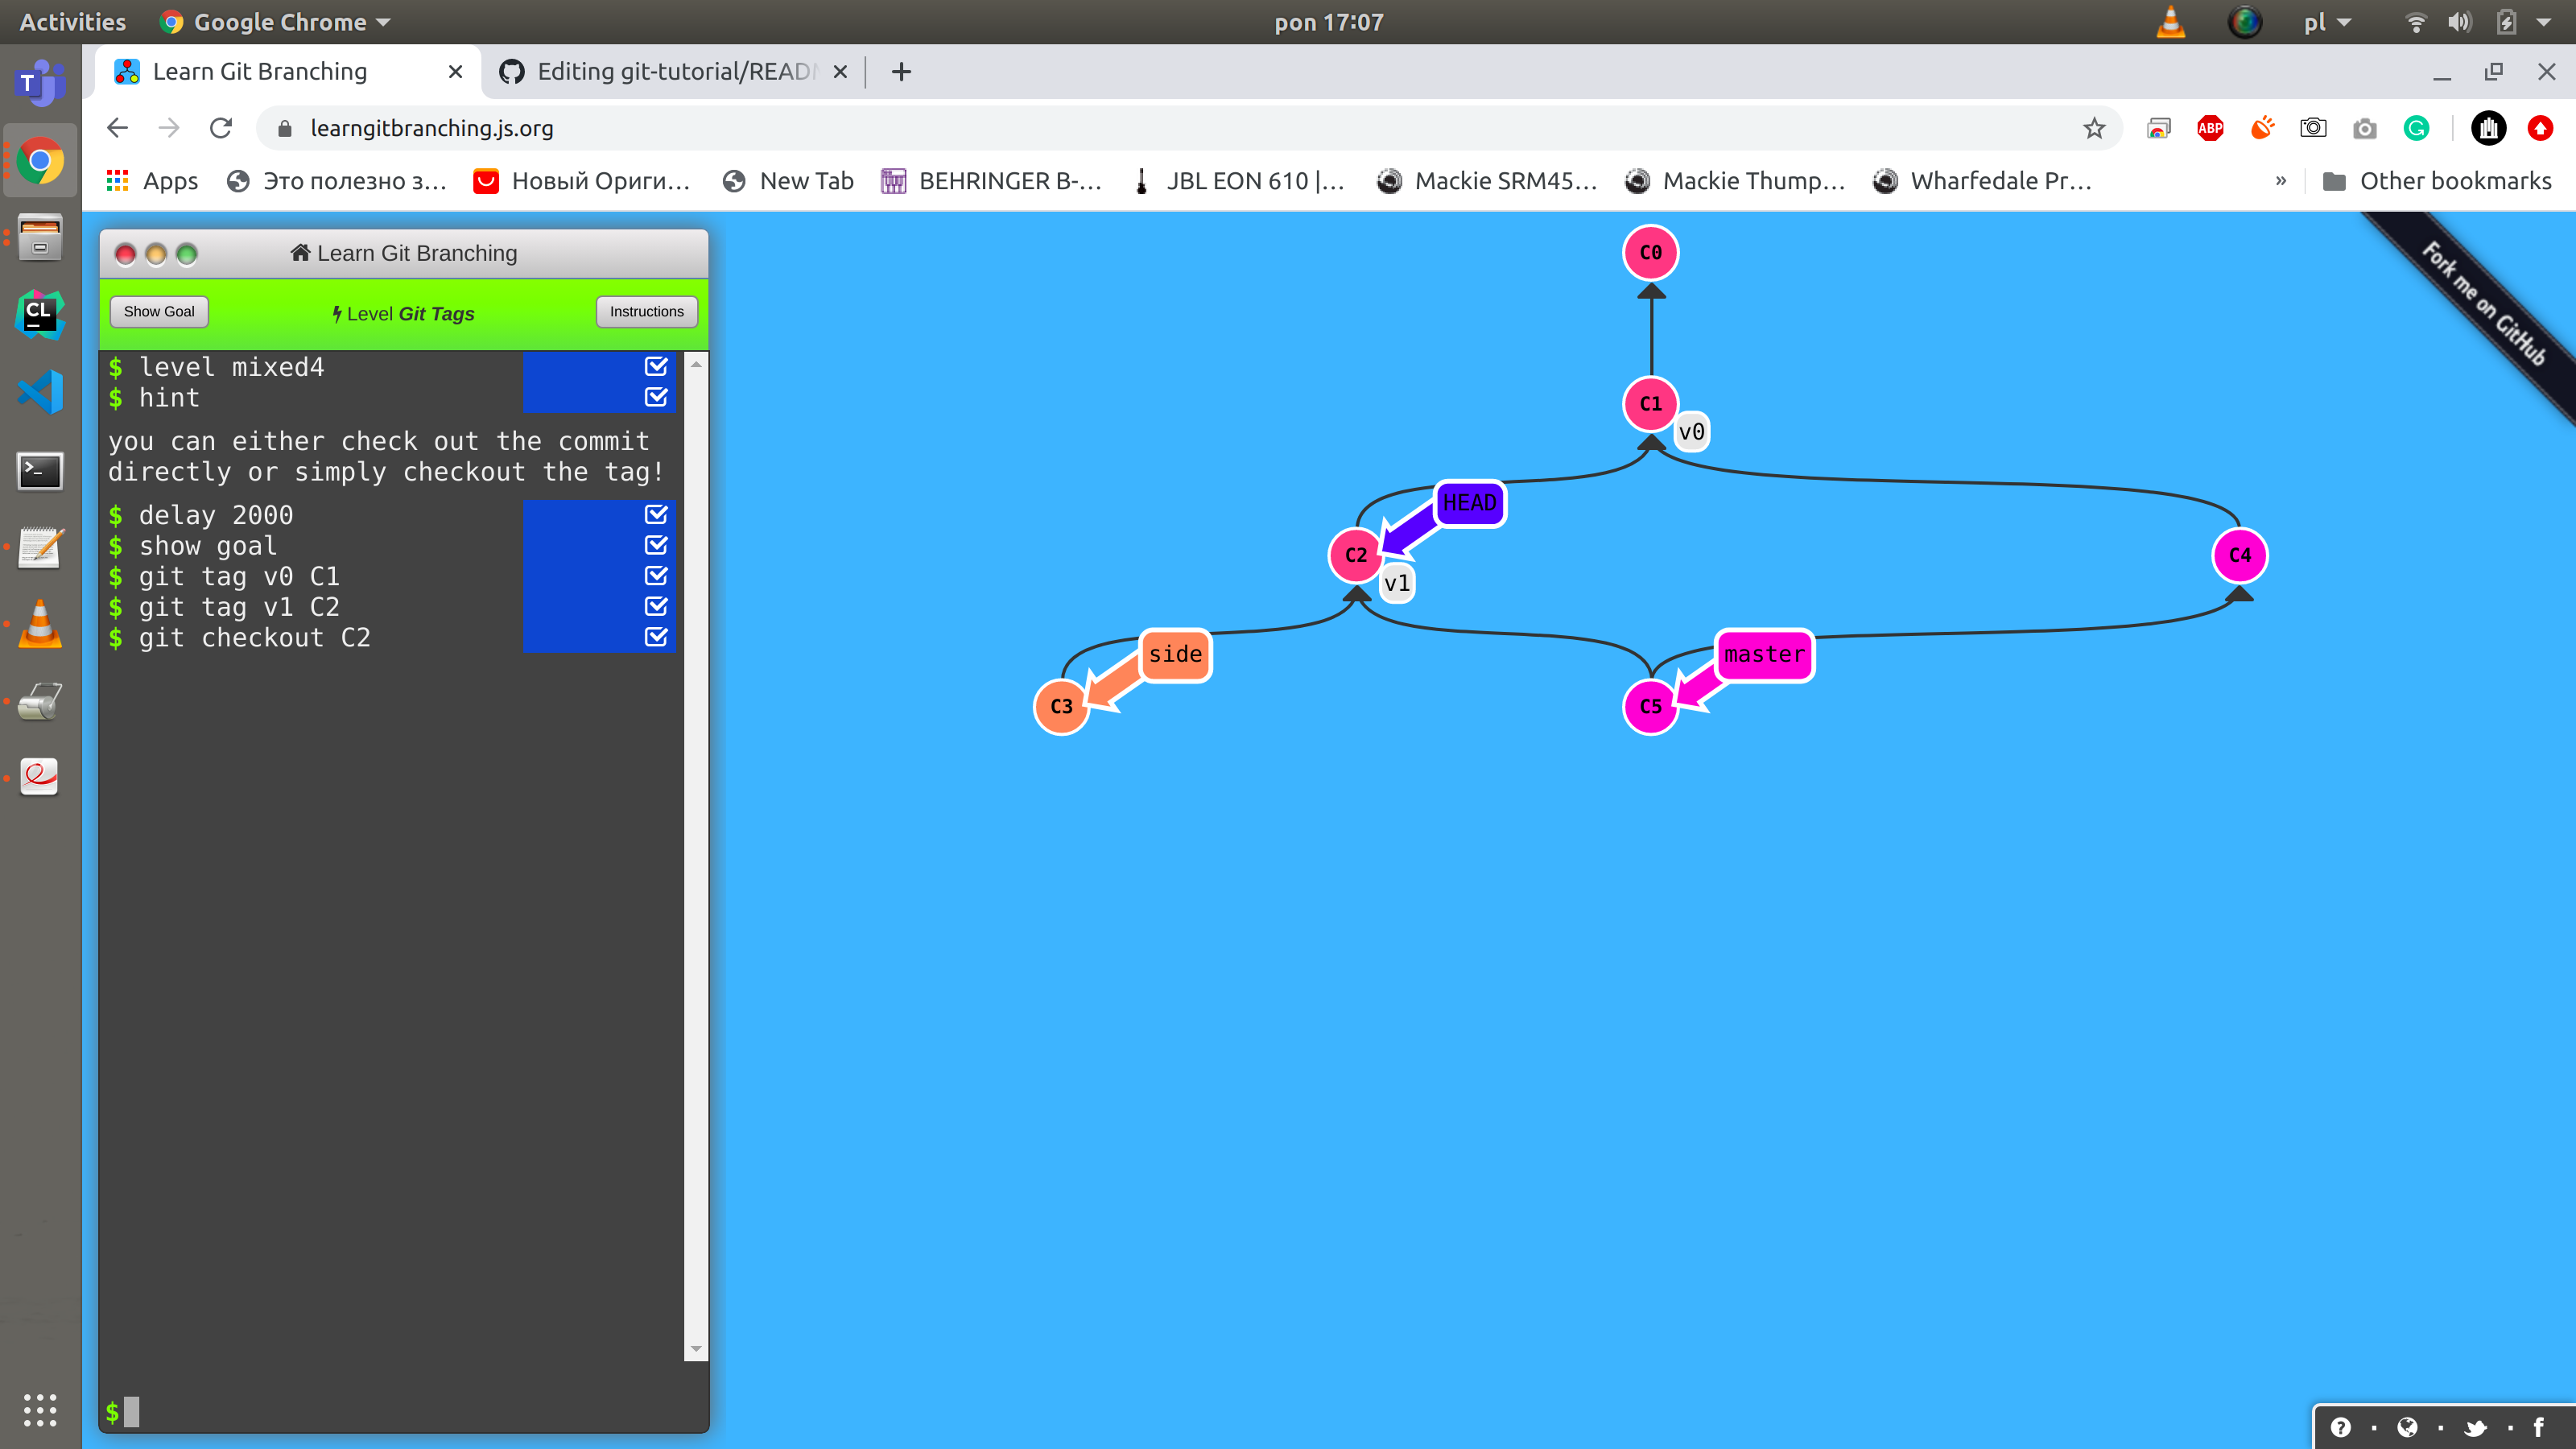 Activities Google Chrome pon 17:07 pl
Learn Git Branching Editing git-tutorial/READ
learngitbranching.js.org ABP
Apps Это полезно з… Новый Ориги… New Tab BEHRINGER B-… JBL EON 610 |… Mackie SRM45… Mackie Thump… Wharfedale Pr… » Other bookmarks
Learn Git Branching
Show Goal Level Git Tags Instructions
$ level mixed4
$ hint
you can either check out the commit
directly or simply checkout the tag!
$ delay 2000
$ show goal
$ git tag v0 C1
$ git tag v1 C2
$ git checkout C2
$
C0
C1
v0
HEAD
C2
v1
C4
side
master
C3
C5
Fork me on GitHub
T
CL